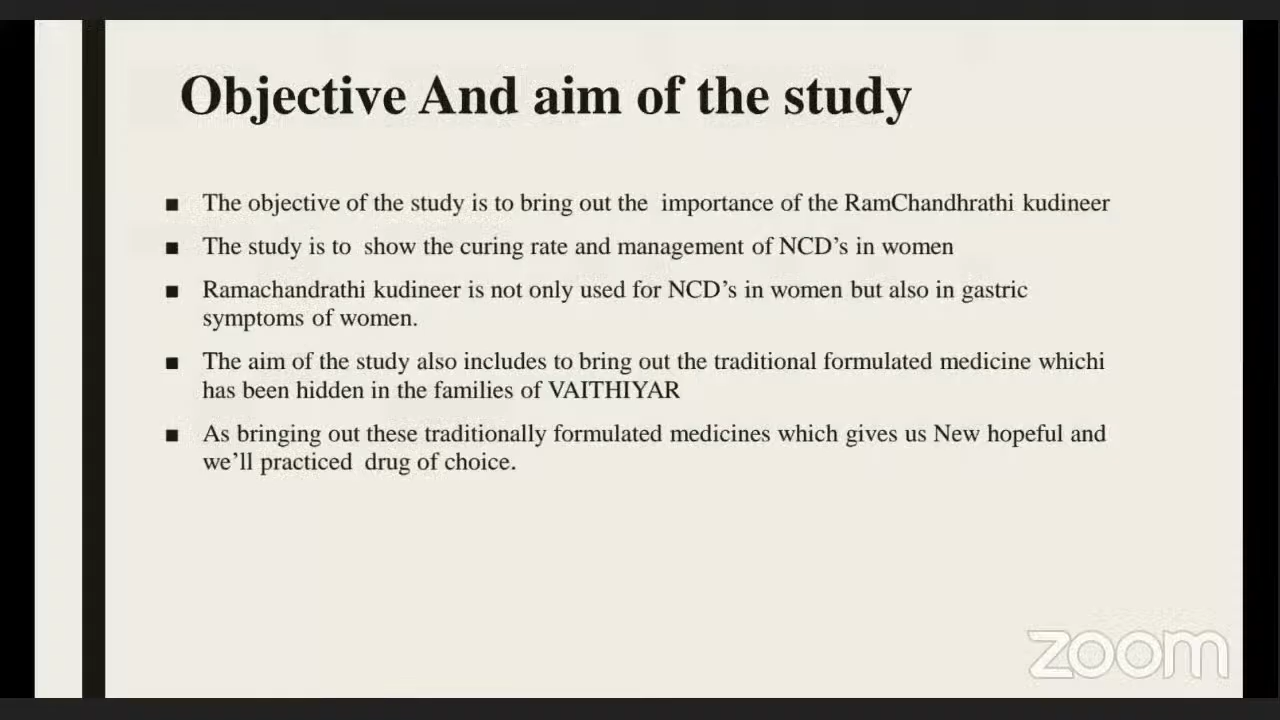 Objective And aim of the study
■ The objective of the study is to bring out the importance of the RamChandhrathi kudineer
■ The study is to show the curing rate and management of NCD's in women
■ Ramachandrathi kudineer is not only used for NCD's in women but also in gastric
symptoms of women.
■ The aim of the study also includes to bring out the traditional formulated medicine whichi
has been hidden in the families of VAITHIYAR
■ As bringing out these traditionally formulated medicines which gives us New hopeful and
we'll practiced drug of choice.
zoom